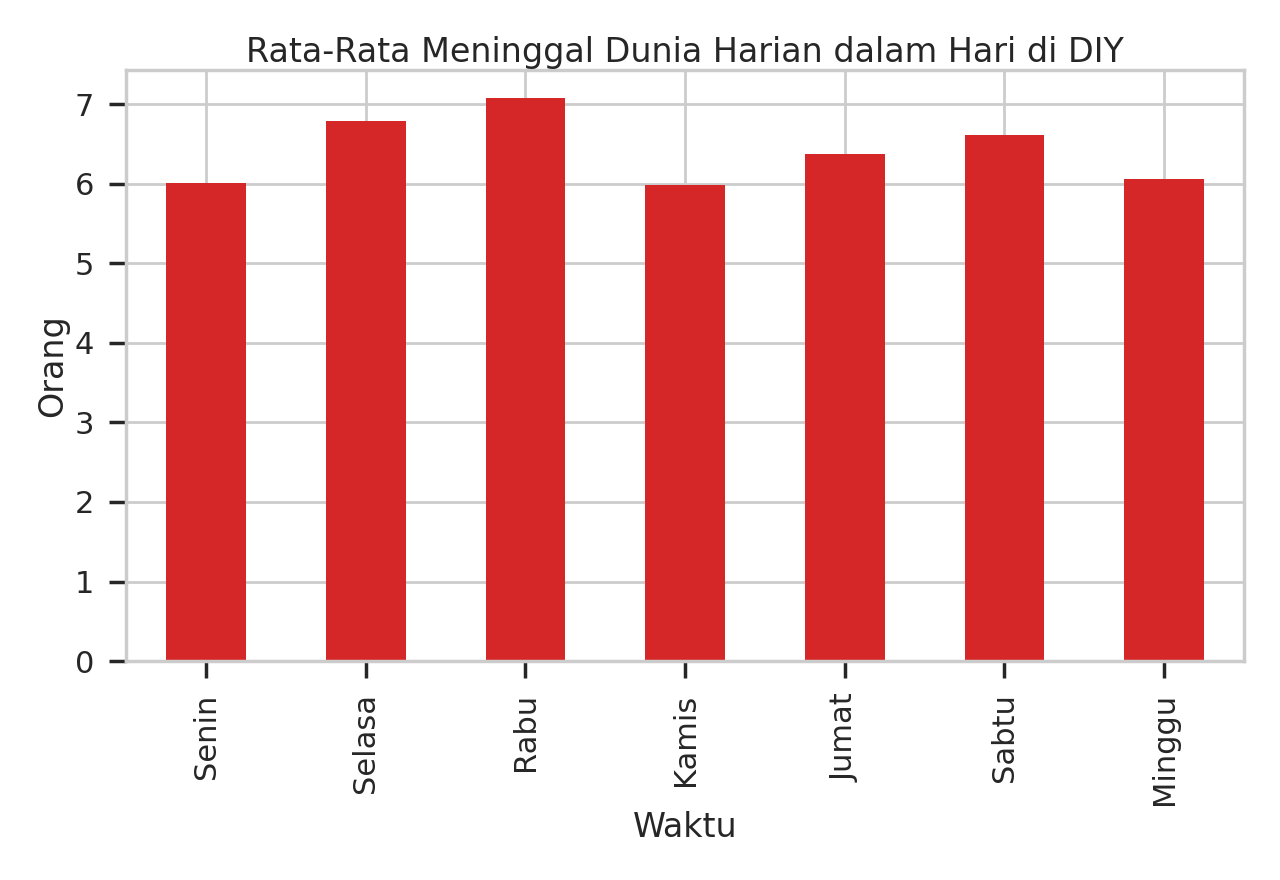 Rata-Rata Meninggal Dunia Harian dalam Hari di DIY
7
6
5
4
3
2
1
0
Orang
Senin
Selasa
Rabu
Kamis
Jumat
Sabtu
Minggu
Waktu